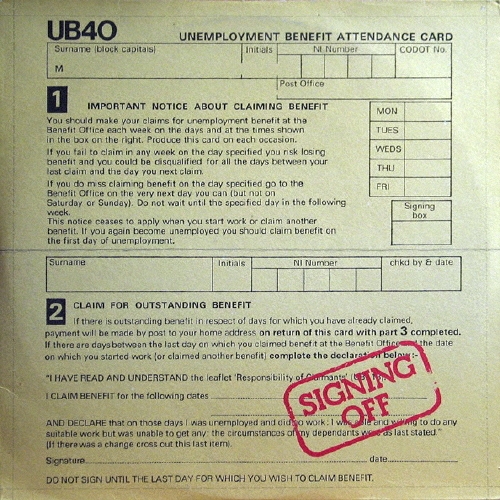 UB40 UNEMPLOYMENT BENEFIT ATTENDANCE CARD
Surname (block capitals) Initials NI Number CODOT No.
M
Post Office
1 IMPORTANT NOTICE ABOUT CLAIMING BENEFIT
You should make your claims for unemployment benefit at the
Benefit Office each week on the days and at the times shown
in the box on the right. Produce this card on each occasion.
If you fail to claim in any week on the day specified you risk losing
benefit and you could be disqualified for all the days between your
last claim and the day you next claim.
If you do miss claiming benefit on the day specified go to the
Benefit Office on the very next day you can (but not on
Saturday or Sunday). Do not wait until the specified day in the following
week.
This notice ceases to apply when you start work or claim another
benefit. If you again become unemployed you should claim benefit on
the first day of unemployment.
MON
TUES
WEDS
THU
FRI
Signing
box
Surname Initials NI Number chkd by & date
2 CLAIM FOR OUTSTANDING BENEFIT
If there is outstanding benefit in respect of days for which you have already claimed,
payment will be made by post to your home address on return of this card with part 3 completed.
If there are days between the last day on which you claimed benefit at the Benefit Office the date
on which you started work (or claimed another benefit) complete the declaration below :-
"I HAVE READ AND UNDERSTAND the leaflet 'Responsibility of Claimants'
I CLAIM BENEFIT for the following dates
AND DECLARE that on those days I was unemployed and did no work : I was able and willing to do any
suitable work but was unable to get any: the circumstances of my dependants were as last stated."
(If there was a change cross out this last item).
Signature date
DO NOT SIGN UNTIL THE LAST DAY FOR WHICH YOU WISH TO CLAIM BENEFIT.
SIGNING
OFF